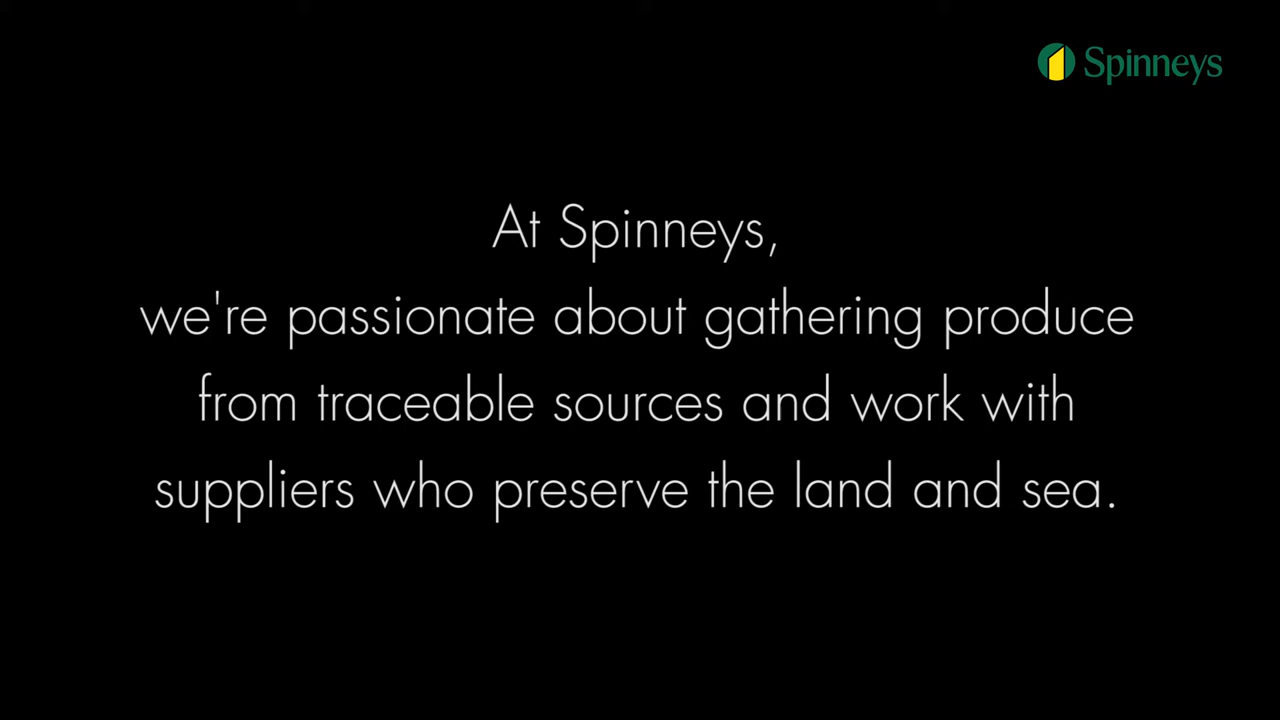 Spinneys
At Spinneys,
we're passionate about gathering produce
from traceable sources and work with
suppliers who preserve the land and sea.